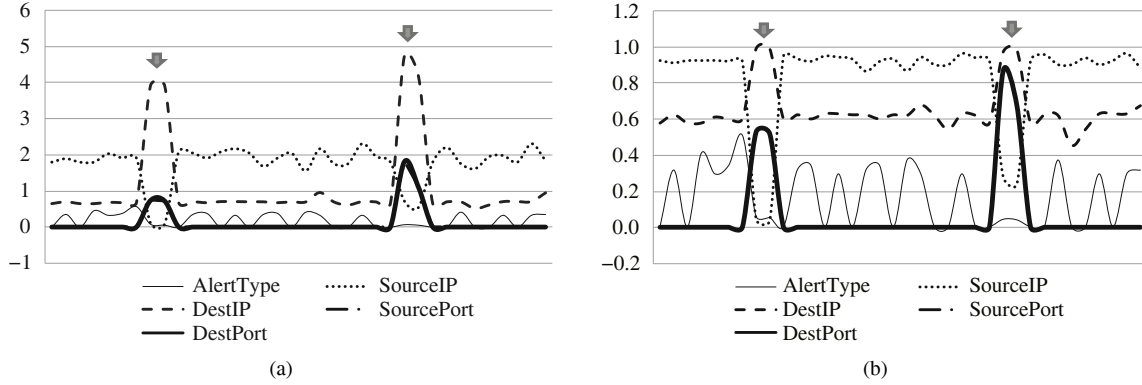 6
5
4
3
2
1
0
−1
AlertType
SourceIP
DestIP
SourcePort
DestPort
(a)
1.2
1.0
0.8
0.6
0.4
0.2
0.0
−0.2
AlertType
SourceIP
DestIP
SourcePort
DestPort
(b)